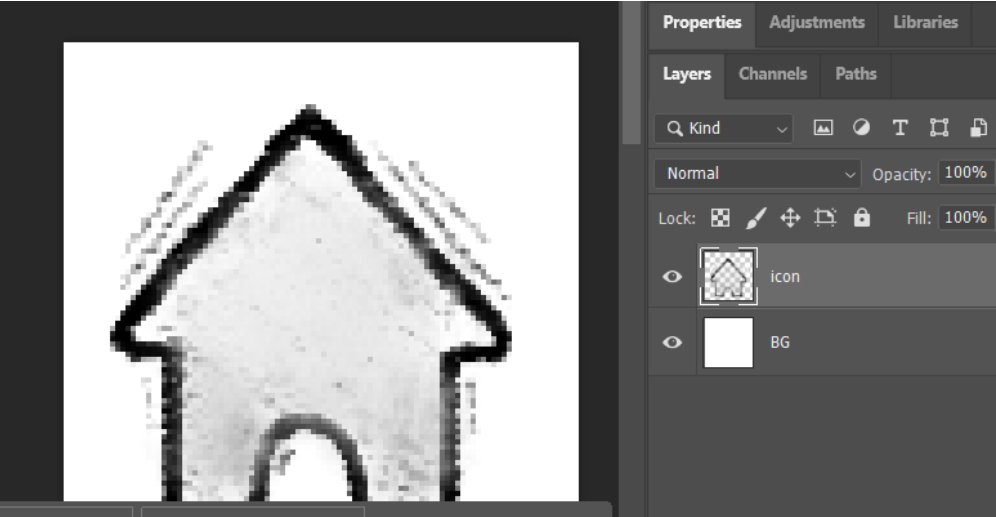 Properties Adjustments Libraries
Layers Channels Paths
Kind
Normal Opacity: 100%
Lock: Fill: 100%
icon
BG